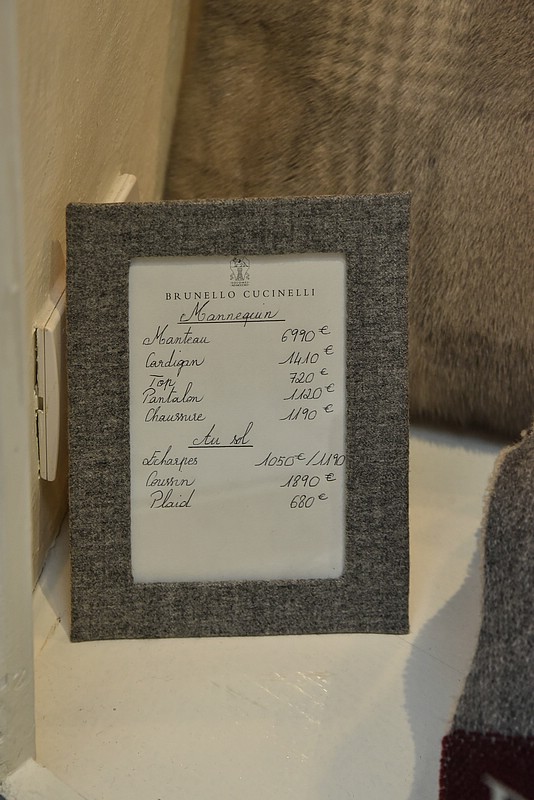 BRUNELLO CUCINELLI
Mannequin
Manteau 6990 €
Cardigan 1410 €
Top 720 €
Pantalon 1120 €
Chaussure 1190 €
Au sol
Echarpes 1050€/1190
Coussin 1890 €
Plaid 680 €